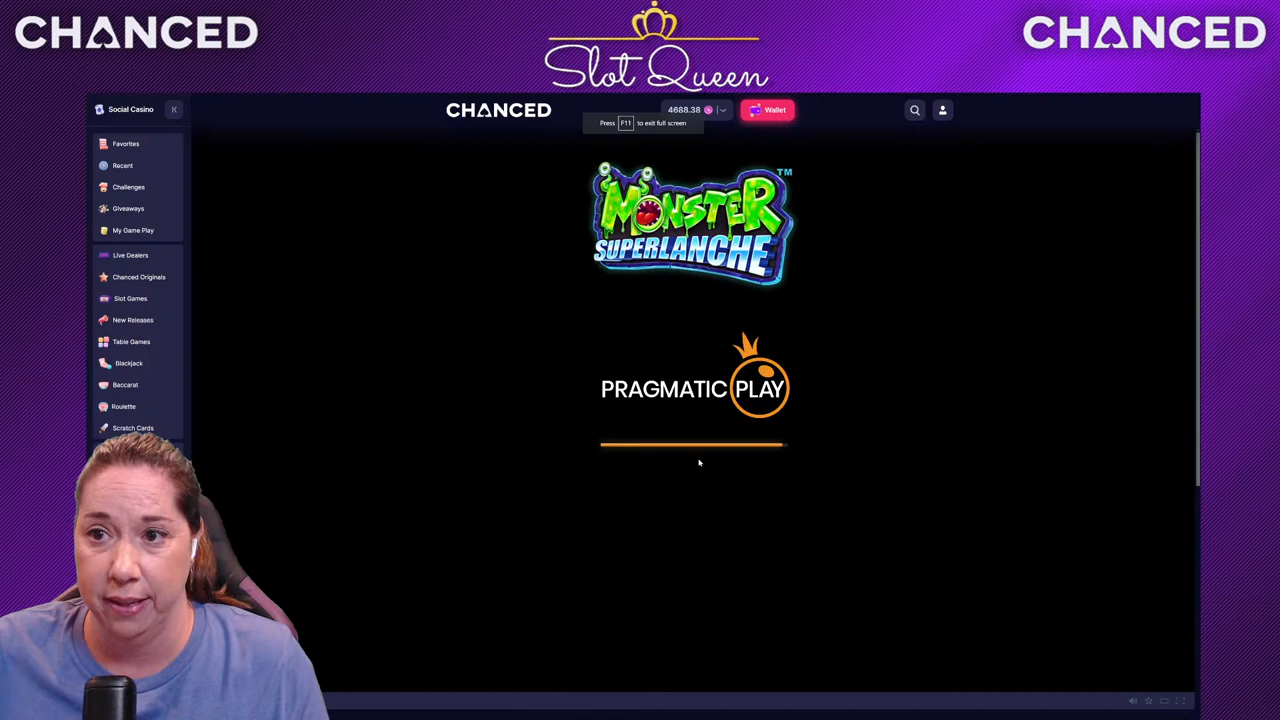 CHANCED
Slot Queen
CHANCED
Social Casino
CHANCED
4688.38
Wallet
Press F11 to exit full screen
Favorites
Recent
Challenges
Giveaways
My Game Play
Live Dealers
Chanced Originals
Slot Games
New Releases
Table Games
Blackjack
Baccarat
Roulette
Scratch Cards
MONSTER
SUPERLANCHE
TM
PRAGMATIC PLAY